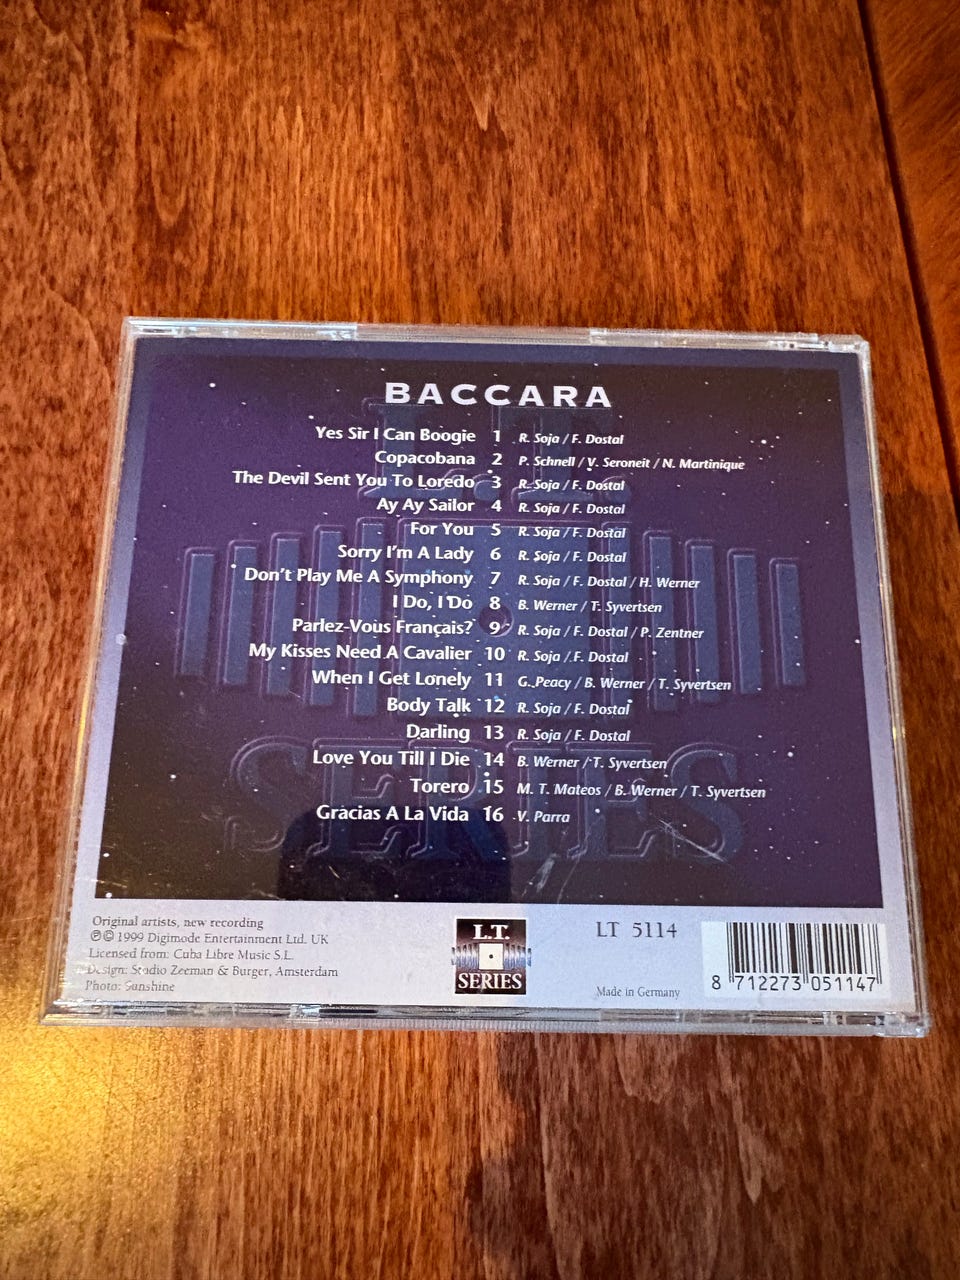 BACCARA
Yes Sir I Can Boogie 1 R. Soja / F. Dostal
Copacobana 2 P. Schnell / V. Seroneit / N. Martinique
The Devil Sent You To Loredo 3 R. Soja / F. Dostal
Ay Ay Sailor 4 R. Soja / F. Dostal
For You 5 R. Soja / F. Dostal
Sorry I'm A Lady 6 R. Soja / F. Dostal
Don't Play Me A Symphony 7 R. Soja / F. Dostal / H. Werner
I Do, I Do 8 B. Werner / T. Syvertsen
Parlez-Vous Français? 9 R. Soja / F. Dostal / P. Zentner
My Kisses Need A Cavalier 10 R. Soja / F. Dostal
When I Get Lonely 11 G. Peacy / B. Werner / T. Syvertsen
Body Talk 12 R. Soja / F. Dostal
Darling 13 R. Soja / F. Dostal
Love You Till I Die 14 B. Werner / T. Syvertsen
Torero 15 M. T. Mateos / B. Werner / T. Syvertsen
Gracias A La Vida 16 V. Parra
L.T.
SERIES
Original artists, new recording
℗© 1999 Digimode Entertainment Ltd. UK
Licensed from: Cuba Libre Music S.L.
Design: Studio Zeeman & Burger, Amsterdam
Photo: Sunshine
L.T.
SERIES
LT 5114
Made in Germany
8 712273 051147